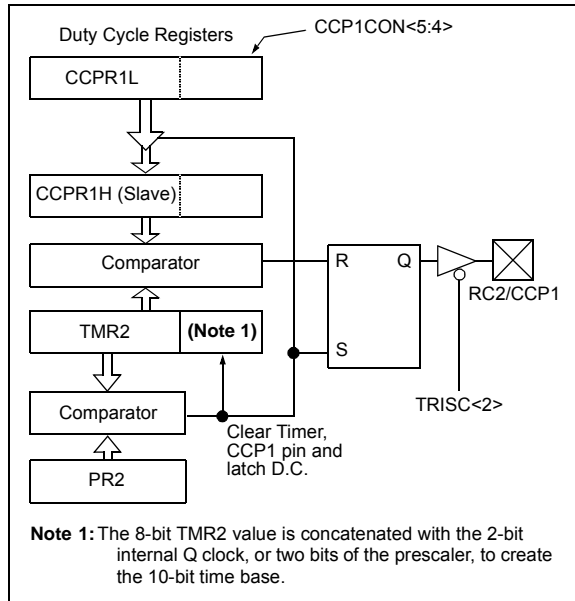 Duty Cycle Registers
CCP1CON<5:4>
CCPR1L
CCPR1H (Slave)
Comparator
R
Q
RC2/CCP1
TMR2
(Note 1)
S
TRISC<2>
Comparator
Clear Timer,
CCP1 pin and
latch D.C.
PR2
Note 1: The 8-bit TMR2 value is concatenated with the 2-bit
internal Q clock, or two bits of the prescaler, to create
the 10-bit time base.